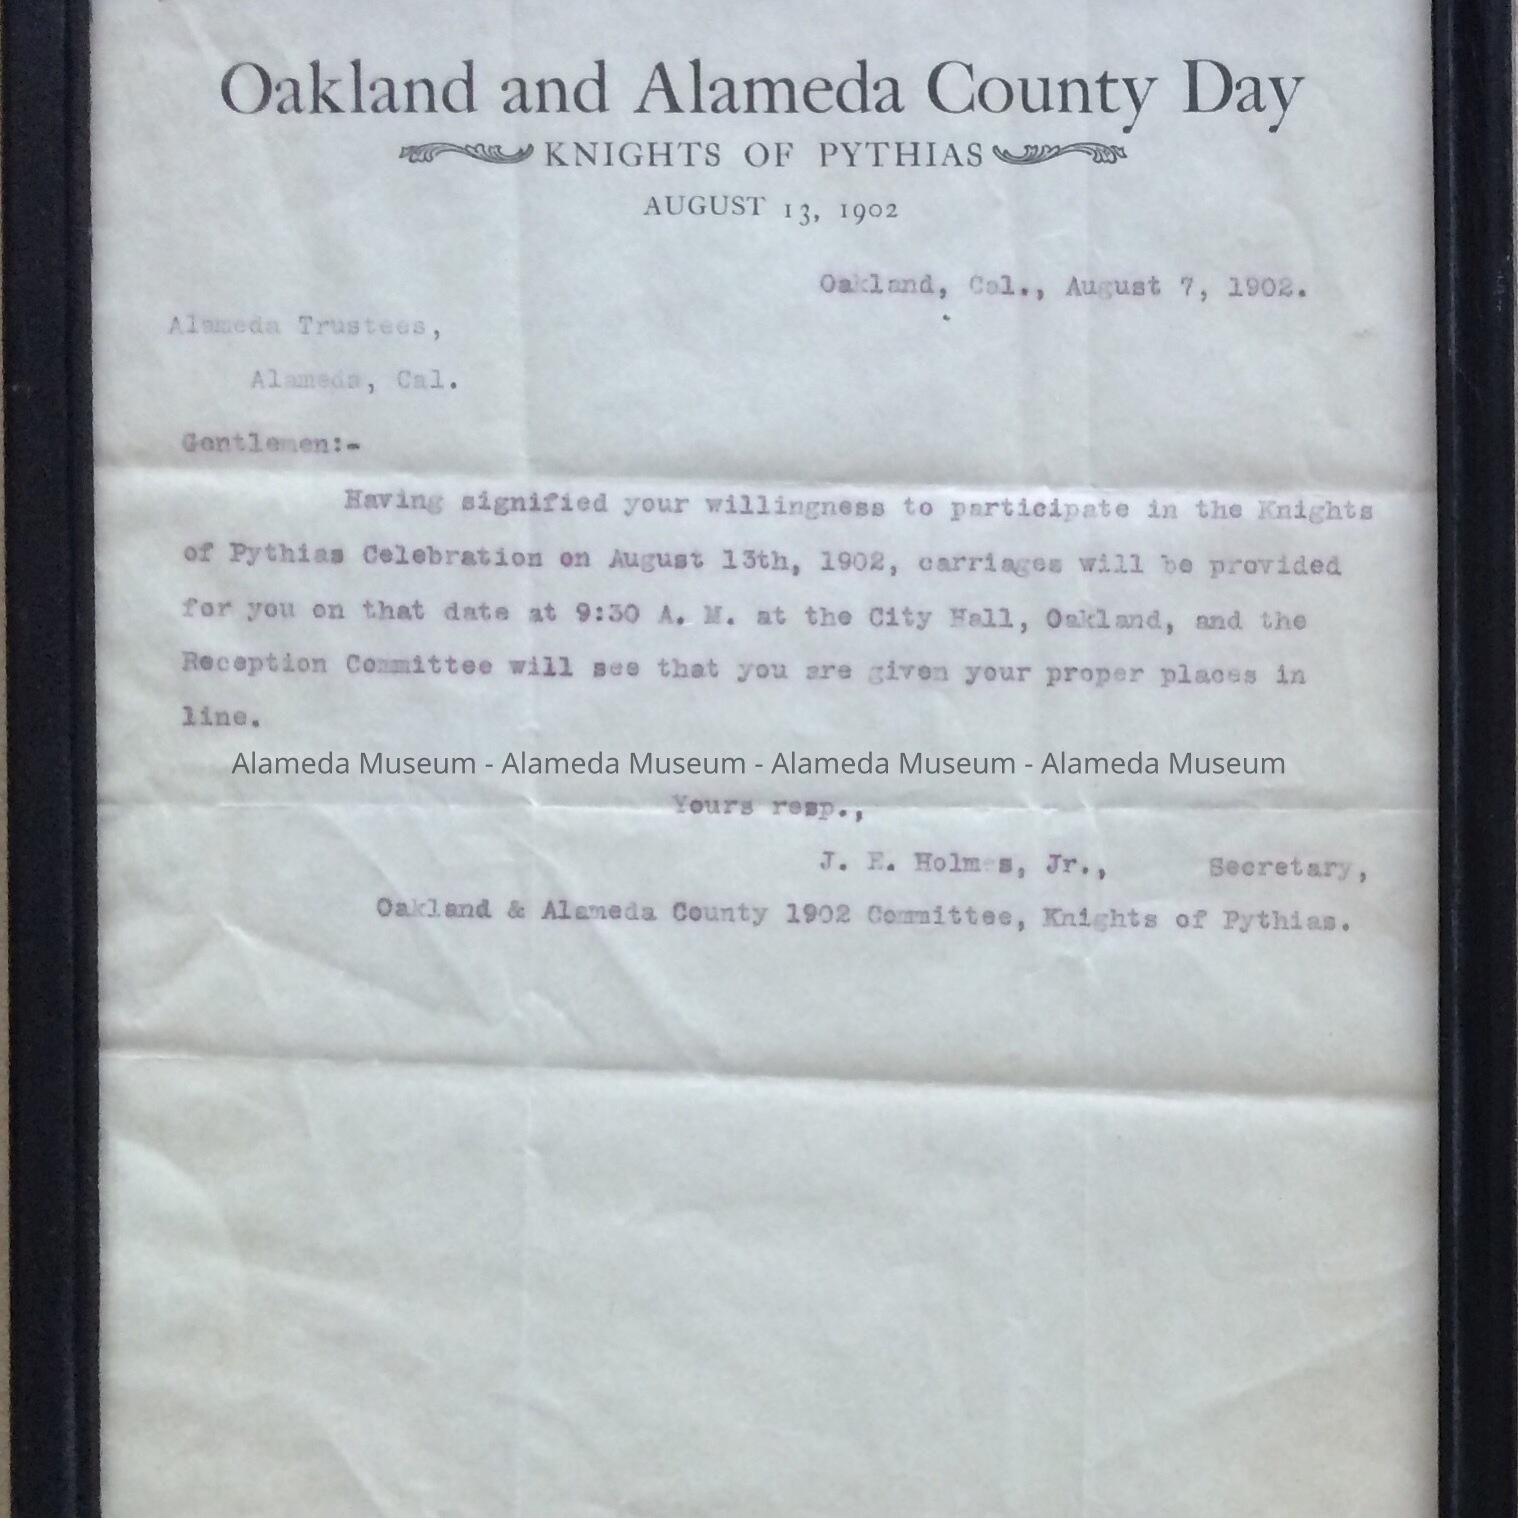 Oakland and Alameda County Day
KNIGHTS OF PYTHIAS
AUGUST 13, 1902
Oakland, Cal., August 7, 1902.
Alameda Trustees,
Alameda, Cal.
Gentlemen:-
Having signified your willingness to participate in the Knights
of Pythias Celebration on August 13th, 1902, carriages will be provided
for you on that date at 9:30 A. M. at the City Hall, Oakland, and the
Reception Committee will see that you are given your proper places in
line.
Alameda Museum - Alameda Museum - Alameda Museum - Alameda Museum
Yours resp.,
J. E. Holmes, Jr., Secretary,
Oakland & Alameda County 1902 Committee, Knights of Pythias.